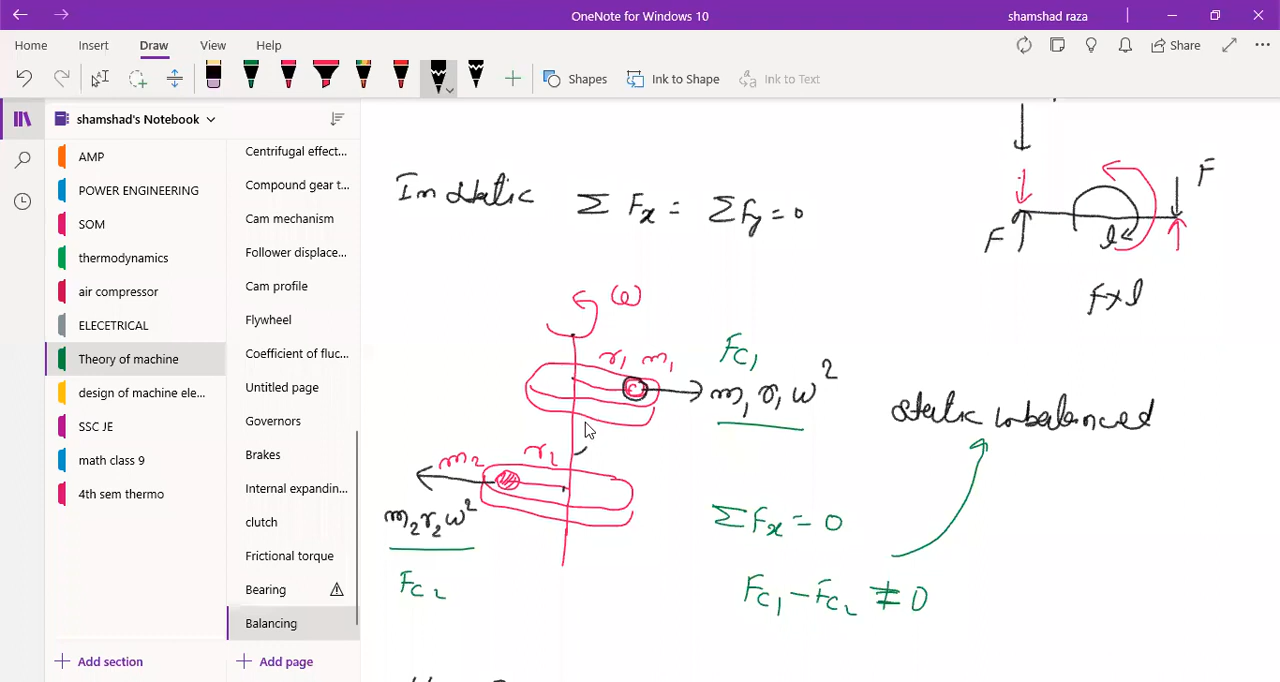 OneNote for Windows 10
shamshad raza
Home Insert Draw View Help
Share
Shapes
Ink to Shape
Ink to Text
shamshad's Notebook
AMP
POWER ENGINEERING
SOM
thermodynamics
air compressor
ELECETRICAL
Theory of machine
design of machine ele...
SSC JE
math class 9
4th sem thermo
Add section
Centrifugal effect...
Compound gear t...
Cam mechanism
Follower displace...
Cam profile
Flywheel
Coefficient of fluc...
Untitled page
Governors
Brakes
Internal expandin...
clutch
Frictional torque
Bearing
Balancing
Add page
In static Σ Fx = Σ Fy = 0
F
F
l
F×l
ω
r₁ m₁
Fc₁
m₁ r₁ ω²
m₂ r₂
m₂ r₂ ω²
Fc₂
Static unbalanced
Σ Fx = 0
Fc₁ − Fc₂ ≠ 0